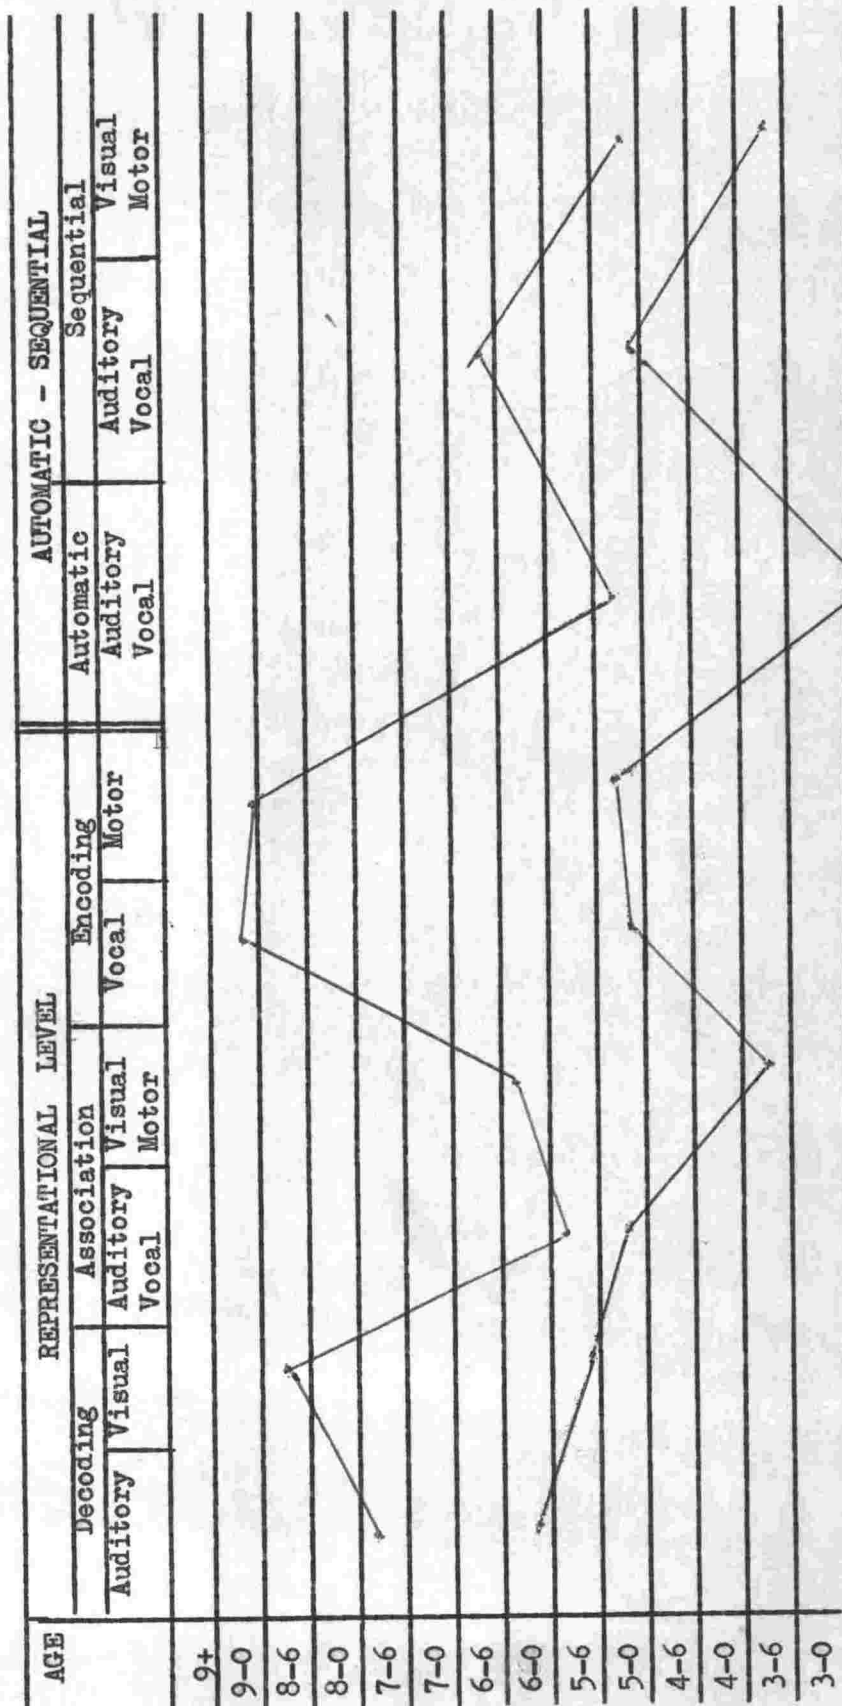 AGE
REPRESENTATIONAL LEVEL
AUTOMATIC - SEQUENTIAL
Decoding
Association
Encoding
Automatic
Sequential
Auditory
Visual
Auditory
Vocal
Visual
Motor
Vocal
Motor
Auditory
Vocal
Auditory
Vocal
Visual
Motor
9+
9-0
8-6
8-0
7-6
7-0
6-6
6-0
5-6
5-0
4-6
4-0
3-6
3-0